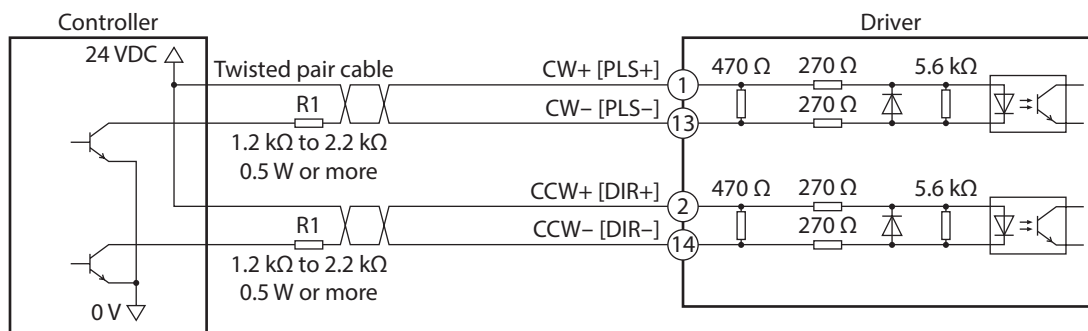 Controller
Driver
24 VDC
Twisted pair cable
CW+ [PLS+]
1
470 Ω
270 Ω
5.6 kΩ
R1
CW– [PLS–]
13
270 Ω
1.2 kΩ to 2.2 kΩ
0.5 W or more
CCW+ [DIR+]
2
470 Ω
270 Ω
5.6 kΩ
R1
CCW– [DIR–]
14
270 Ω
1.2 kΩ to 2.2 kΩ
0.5 W or more
0 V